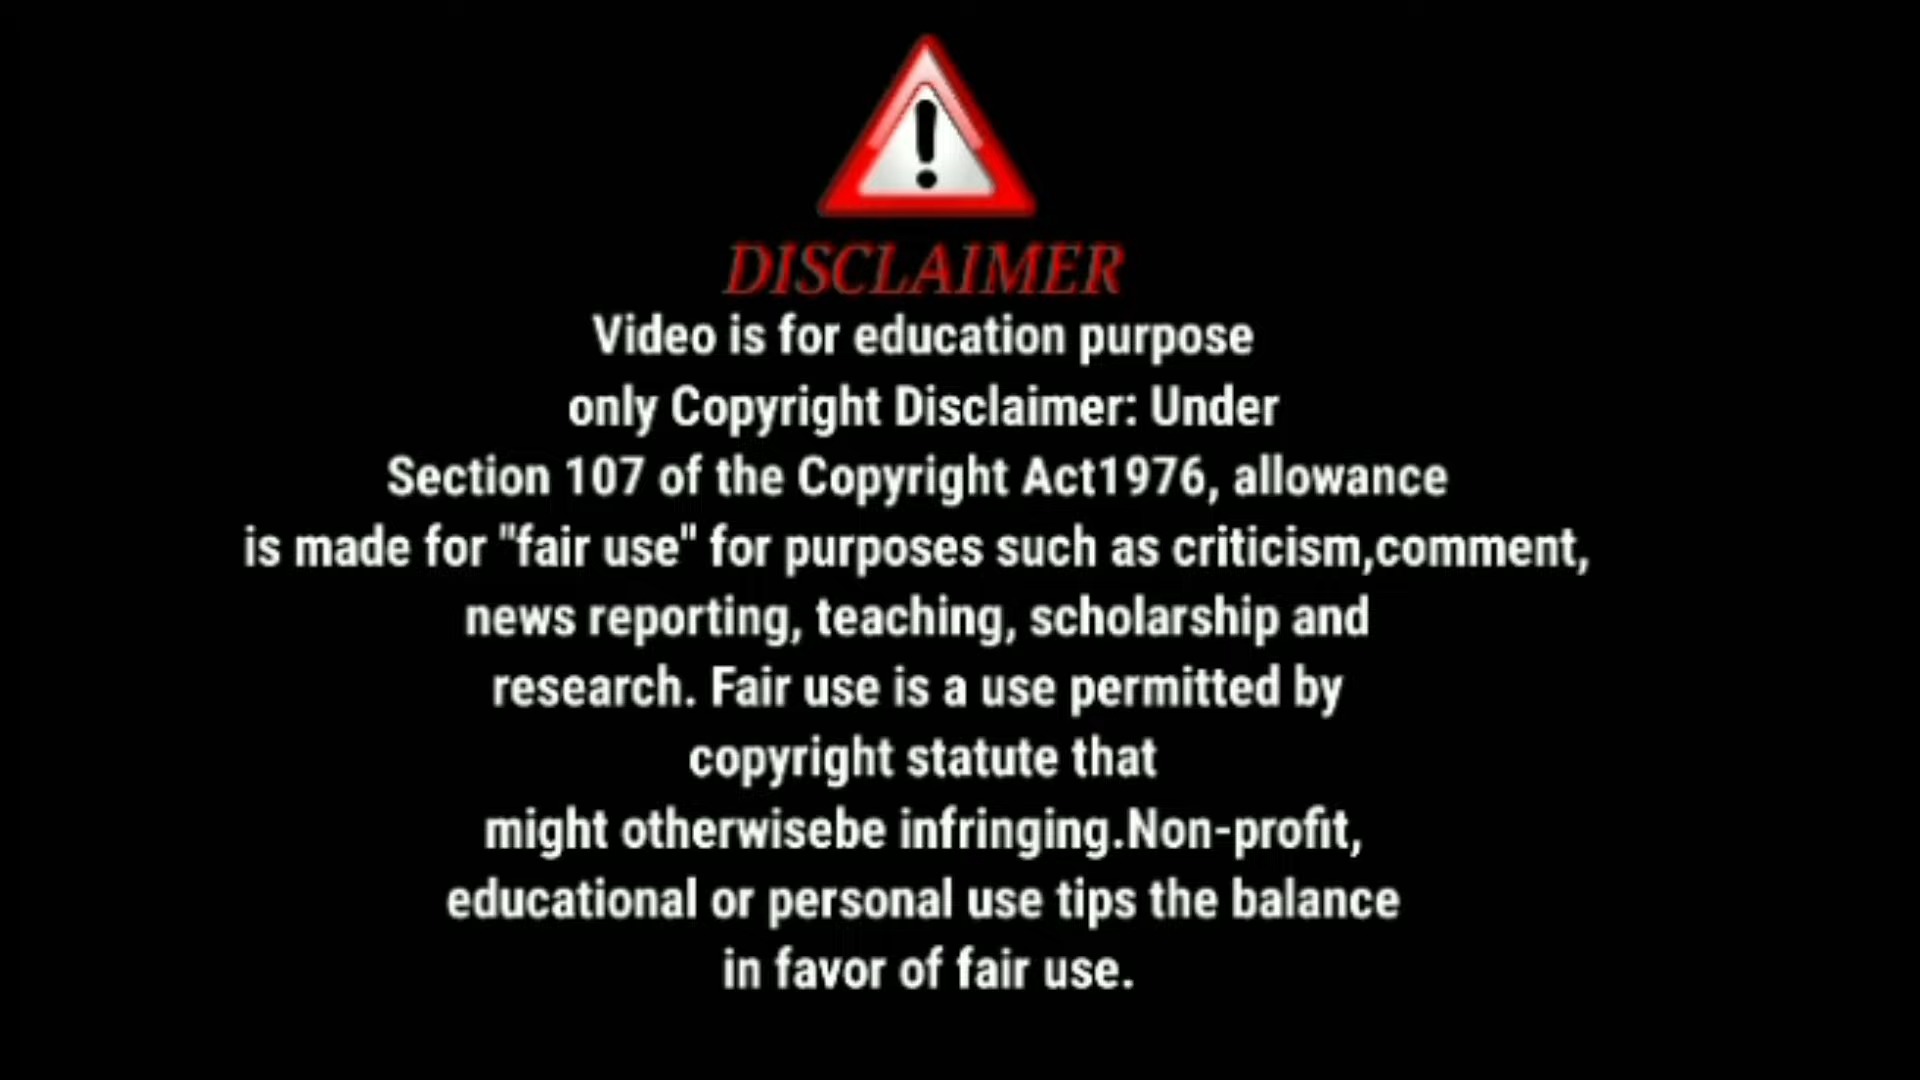 DISCLAIMER
Video is for education purpose
only Copyright Disclaimer: Under
Section 107 of the Copyright Act1976, allowance
is made for "fair use" for purposes such as criticism,comment,
news reporting, teaching, scholarship and
research. Fair use is a use permitted by
copyright statute that
might otherwisebe infringing.Non-profit,
educational or personal use tips the balance
in favor of fair use.